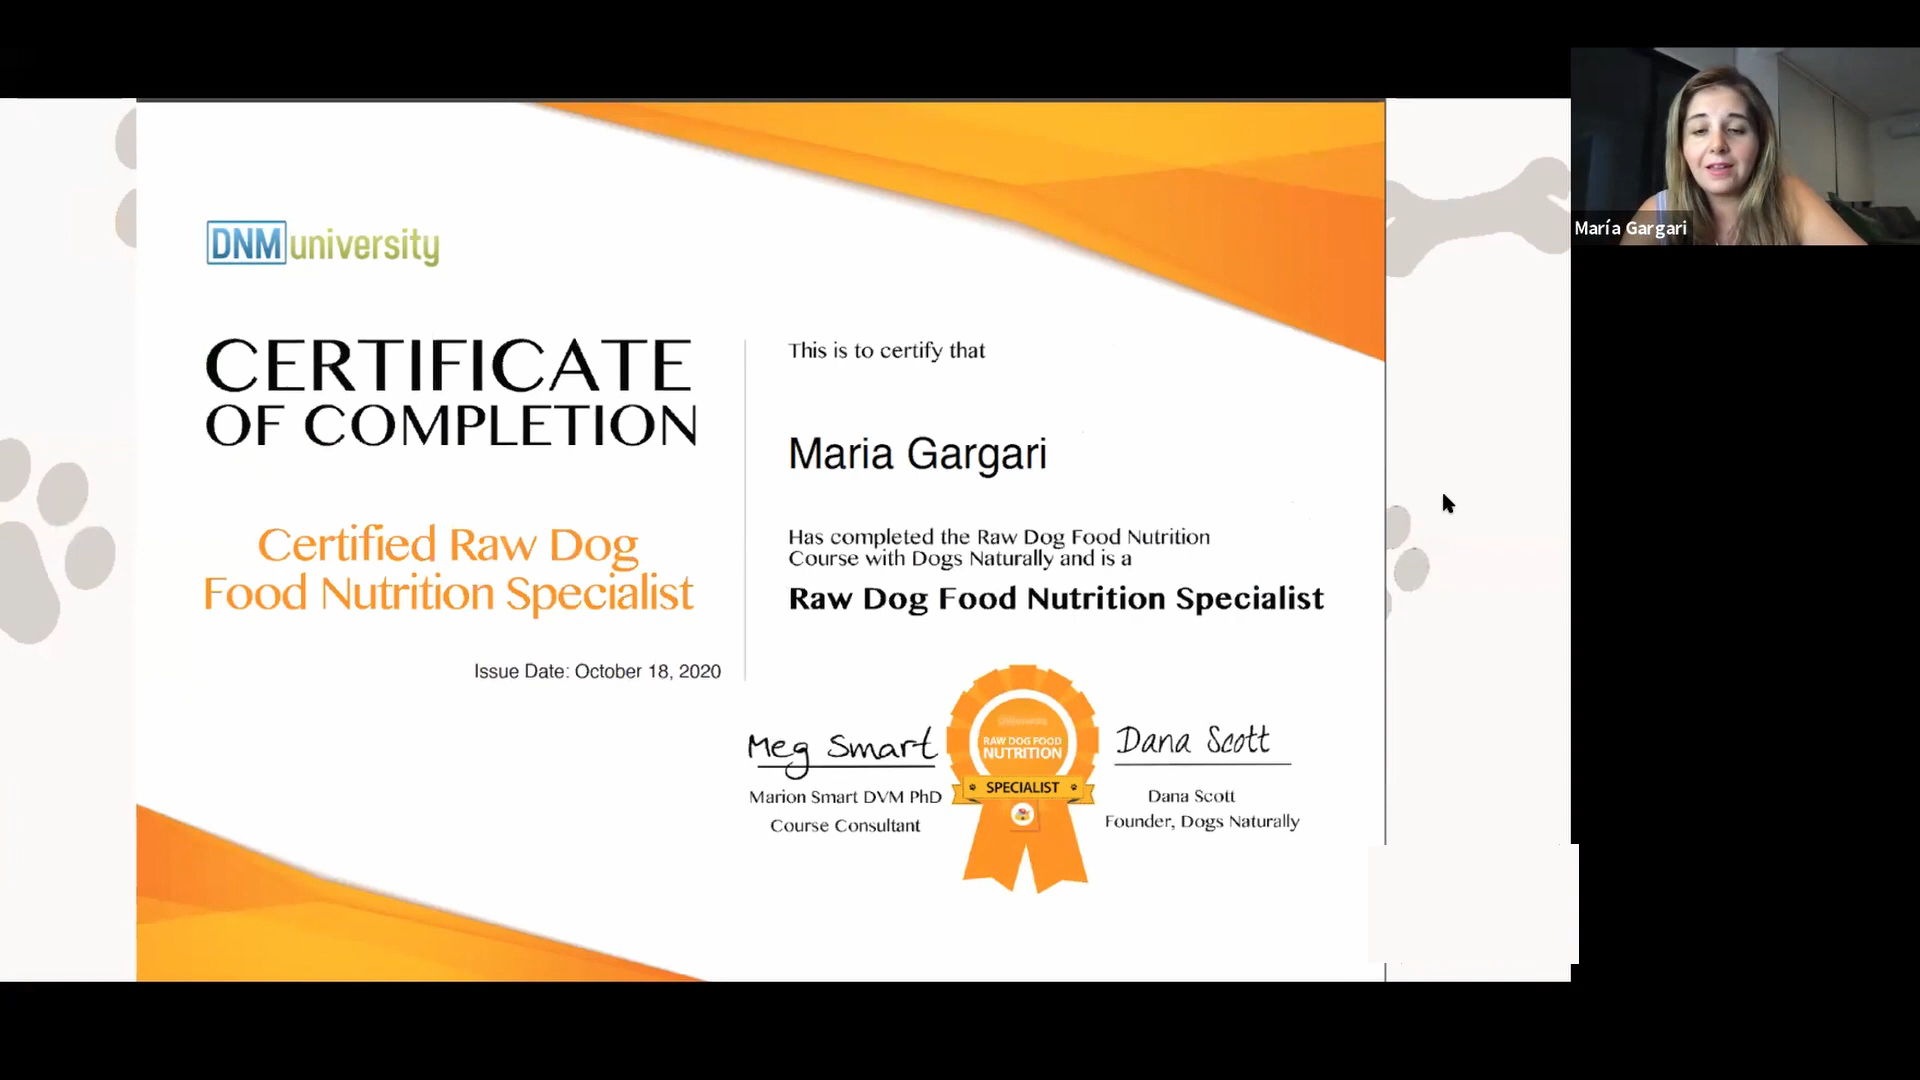 DNMuniversity
CERTIFICATE
OF COMPLETION
Certified Raw Dog
Food Nutrition Specialist
Issue Date: October 18, 2020
This is to certify that
Maria Gargari
Has completed the Raw Dog Food Nutrition
Course with Dogs Naturally and is a
Raw Dog Food Nutrition Specialist
Meg Smart
Marion Smart DVM PhD
Course Consultant
RAW DOG FOOD
NUTRITION
SPECIALIST
Dana Scott
Dana Scott
Founder, Dogs Naturally
María Gargari